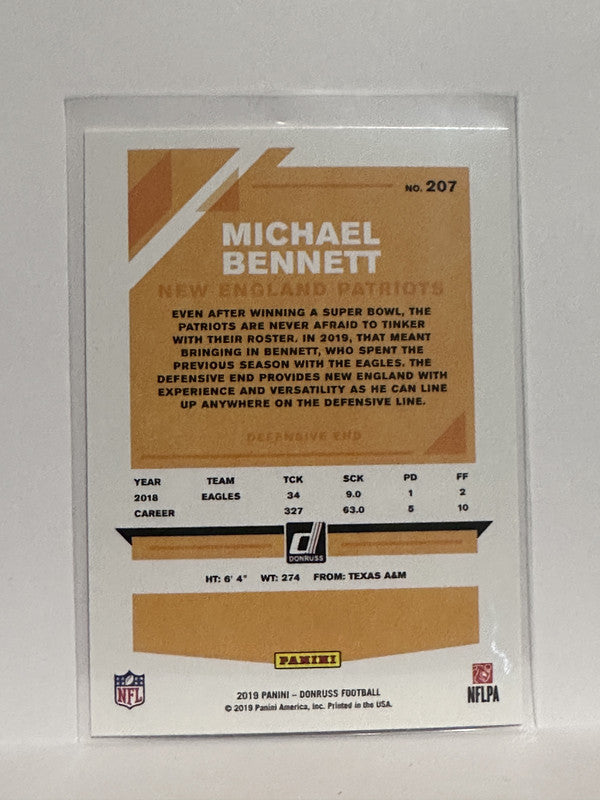 NO. 207
MICHAEL
BENNETT
NEW ENGLAND PATRIOTS
EVEN AFTER WINNING A SUPER BOWL, THE
PATRIOTS ARE NEVER AFRAID TO TINKER
WITH THEIR ROSTER. IN 2019, THAT MEANT
BRINGING IN BENNETT, WHO SPENT THE
PREVIOUS SEASON WITH THE EAGLES. THE
DEFENSIVE END PROVIDES NEW ENGLAND WITH
EXPERIENCE AND VERSATILITY AS HE CAN LINE
UP ANYWHERE ON THE DEFENSIVE LINE.
DEFENSIVE END
YEAR TEAM TCK SCK PD FF
2018 EAGLES 34 9.0 1 2
CAREER 327 63.0 5 10
d
DONRUSS
HT: 6' 4" WT: 274 FROM: TEXAS A&M
PANINI
NFL
NFLPA
2019 PANINI – DONRUSS FOOTBALL
© 2019 Panini America, Inc. Printed in the USA.